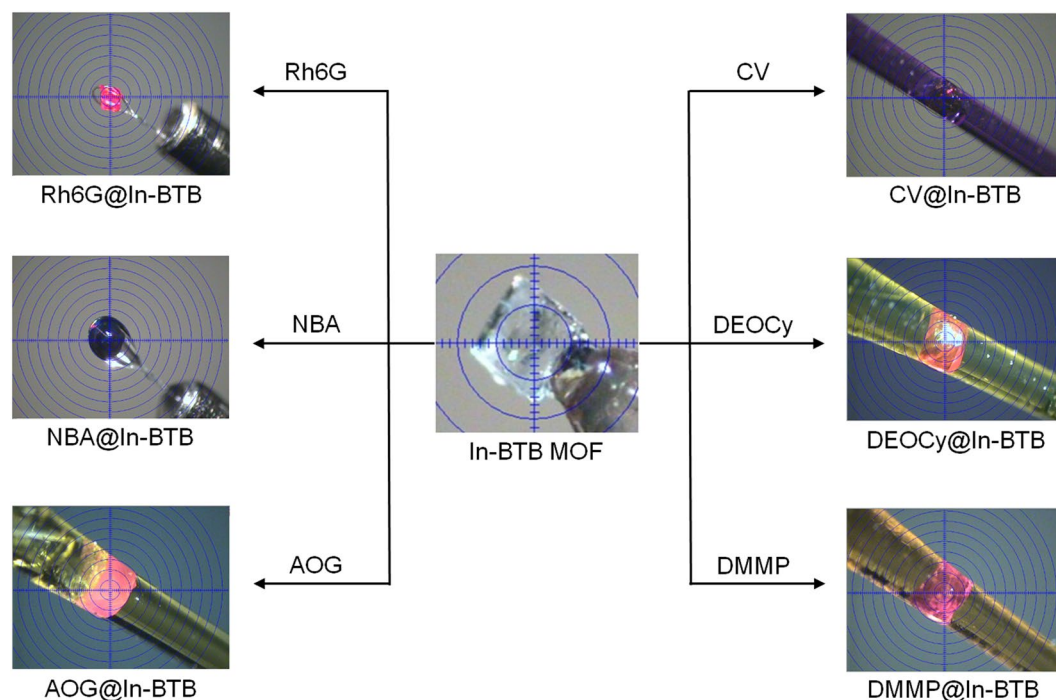 Rh6G
CV
Rh6G@In-BTB
CV@In-BTB
NBA
DEOCy
NBA@In-BTB
In-BTB MOF
DEOCy@In-BTB
AOG
DMMP
AOG@In-BTB
DMMP@In-BTB